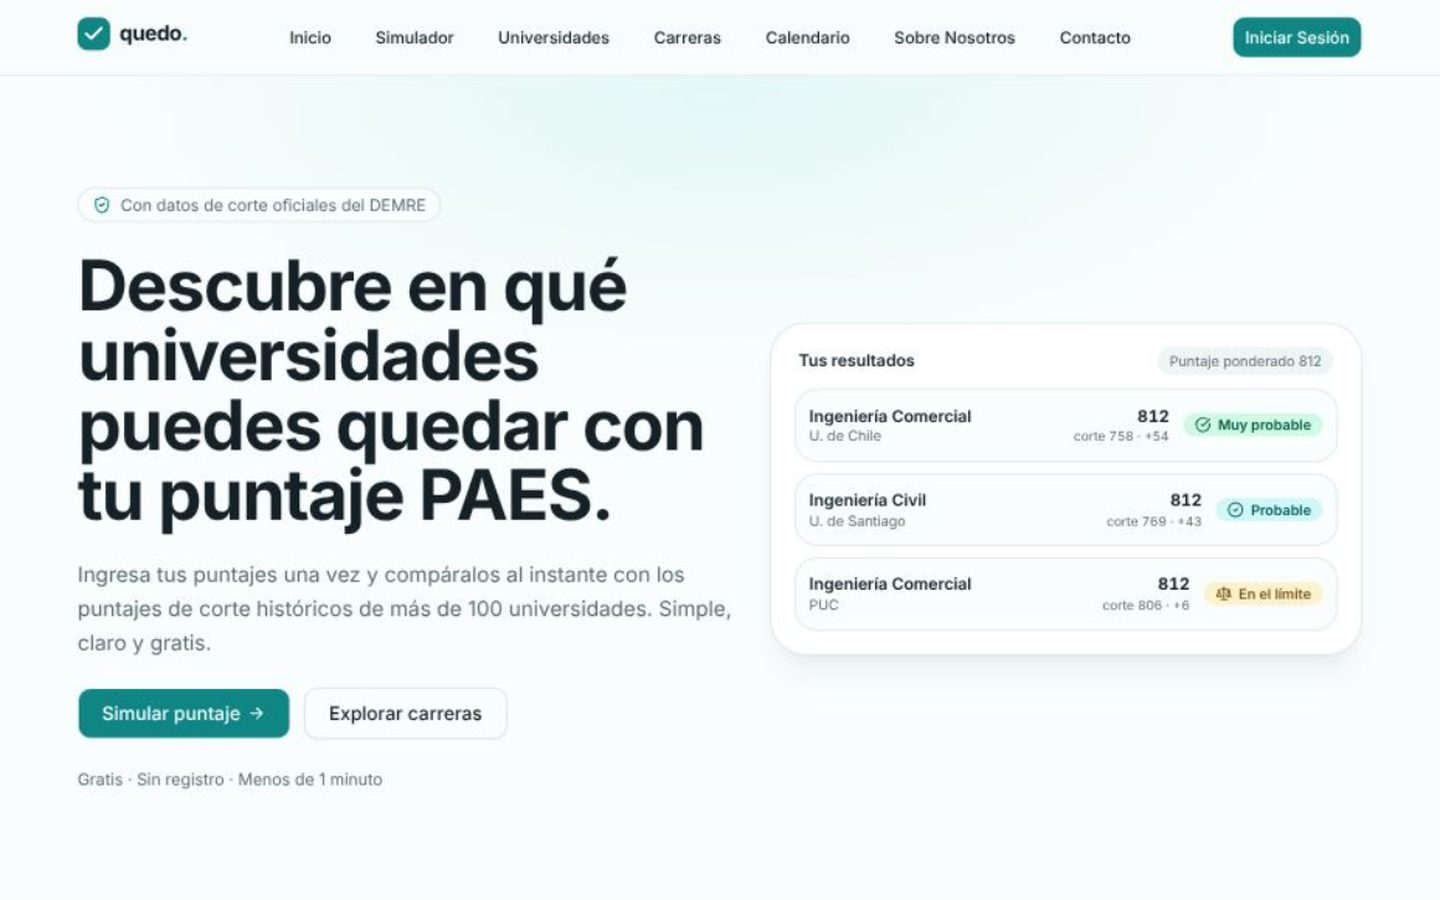 quedo.
Inicio
Simulador
Universidades
Carreras
Calendario
Sobre Nosotros
Contacto
Iniciar Sesión
Con datos de corte oficiales del DEMRE
Descubre en qué
universidades
puedes quedar con
tu puntaje PAES.
Ingresa tus puntajes una vez y compáralos al instante con los
puntajes de corte históricos de más de 100 universidades. Simple,
claro y gratis.
Simular puntaje →
Explorar carreras
Gratis · Sin registro · Menos de 1 minuto
Tus resultados
Puntaje ponderado 812
Ingeniería Comercial
U. de Chile
812
corte 758 · +54
Muy probable
Ingeniería Civil
U. de Santiago
812
corte 769 · +43
Probable
Ingeniería Comercial
PUC
812
corte 806 · +6
En el límite